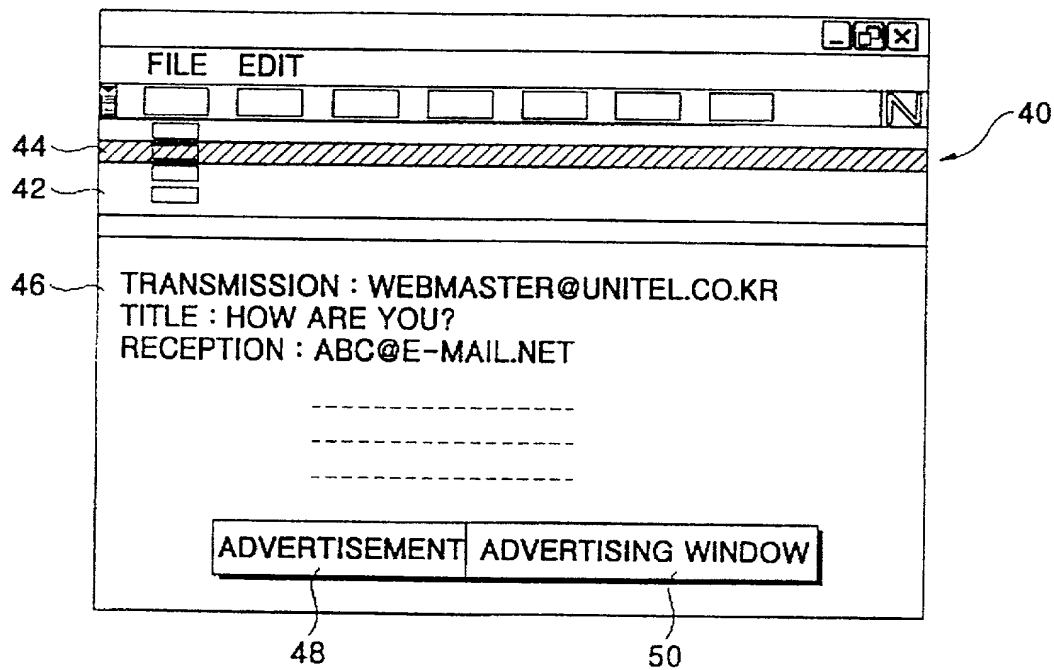 FILE EDIT
N
40
44
42
46
TRANSMISSION : WEBMASTER@UNITEL.CO.KR
TITLE : HOW ARE YOU?
RECEPTION : ABC@E-MAIL.NET
ADVERTISEMENT ADVERTISING WINDOW
48 50